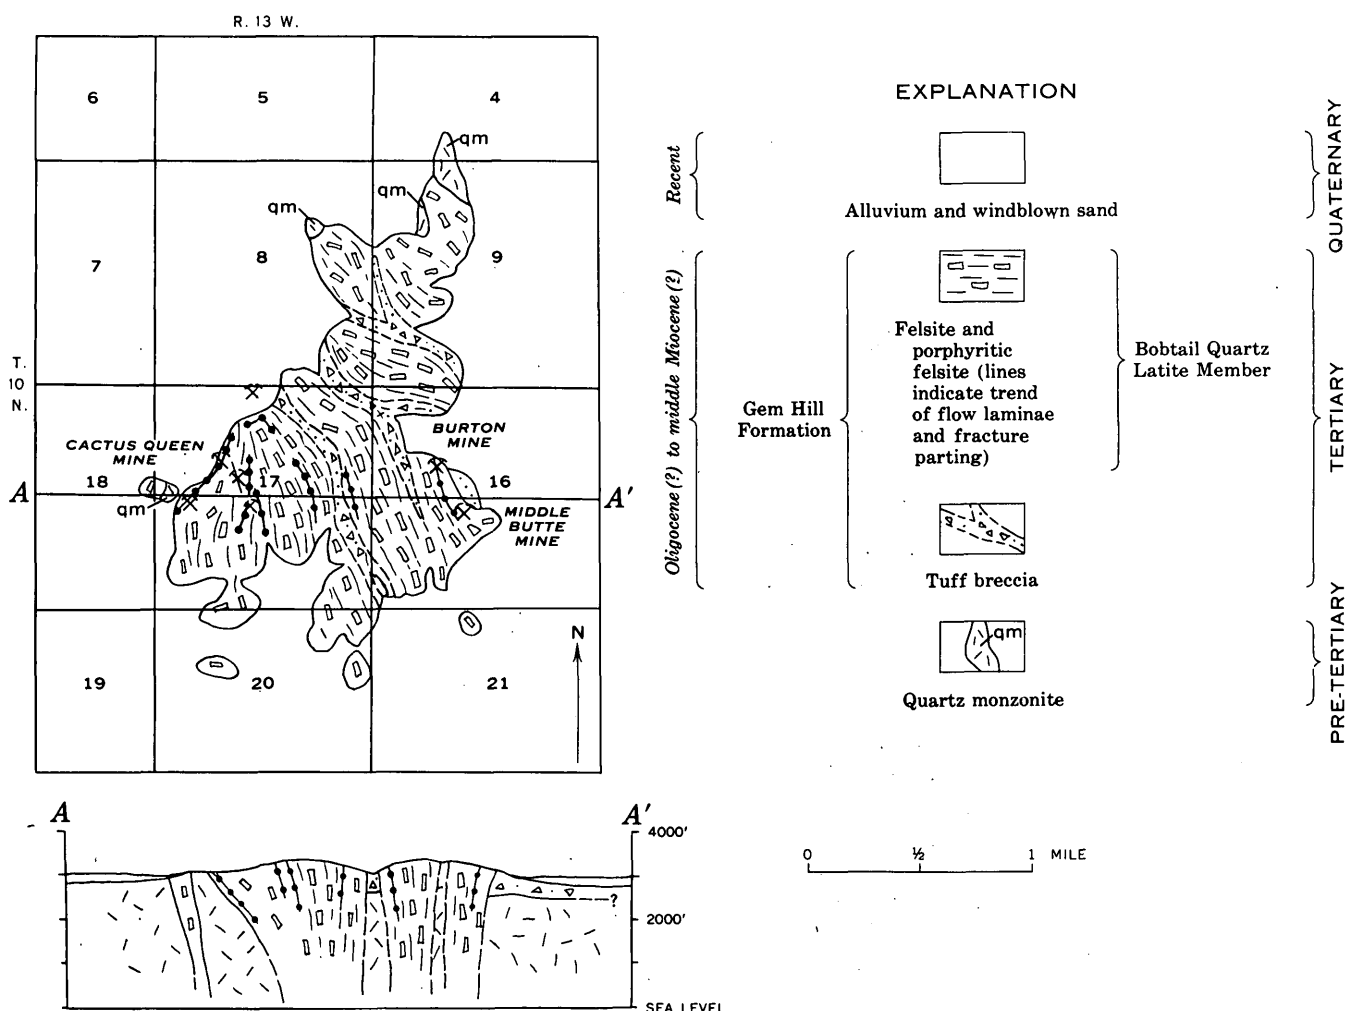 R. 13 W.
6
5
4
qm
qm
qm
7
8
9
T.
10
N.
BURTON
MINE
CACTUS QUEEN
MINE
18
17
16
A
A'
qm
MIDDLE
BUTTE
MINE
N
19
20
21
EXPLANATION
Recent
Alluvium and windblown sand
QUATERNARY
Oligocene (?) to middle Miocene (?)
Gem Hill
Formation
Felsite and
porphyritic
felsite (lines
indicate trend
of flow laminae
and fracture
parting)
Bobtail Quartz
Latite Member
Tuff breccia
TERTIARY
qm
Quartz monzonite
PRE-TERTIARY
A
A'
4000'
2000'
?
SEA LEVEL
0
½
1
MILE